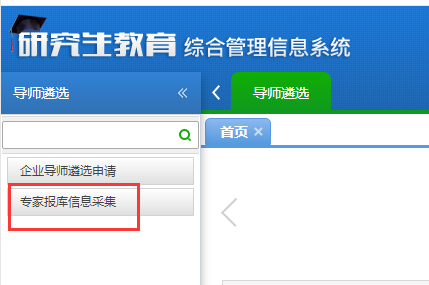 研究生教育 综合管理信息系统
导师遴选
导师遴选
首页
企业导师遴选申请
专家报库信息采集